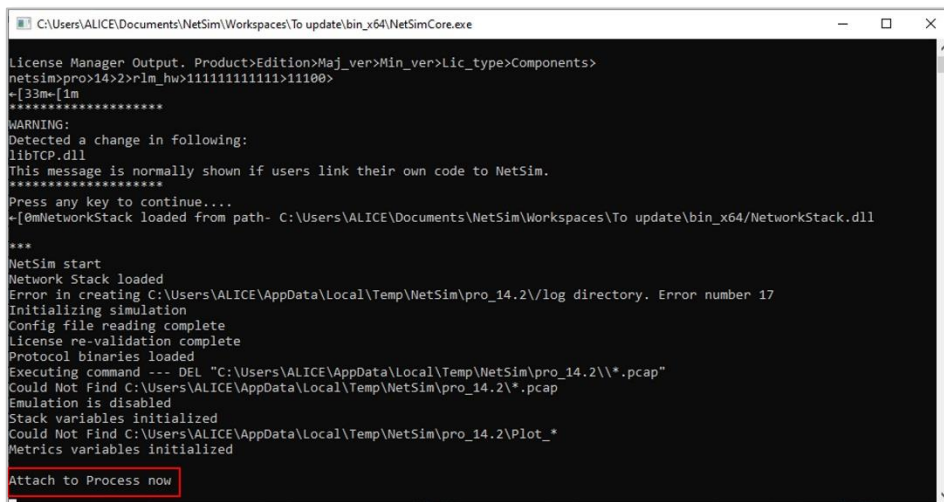 C:\Users\ALICE\Documents\NetSim\Workspaces\To update\bin_x64\NetSimCore.exe
License Manager Output. Product>Edition>Maj_ver>Min_ver>Lic_type>Components>
netsim>pro>14>2>rlm_hw>111111111111>11100>
←[33m←[1m
********************
WARNING:
Detected a change in following:
libTCP.dll
This message is normally shown if users link their own code to NetSim.
********************
Press any key to continue....
←[0mNetworkStack loaded from path- C:\Users\ALICE\Documents\NetSim\Workspaces\To update\bin_x64/NetworkStack.dll
***
NetSim start
Network Stack loaded
Error in creating C:\Users\ALICE\AppData\Local\Temp\NetSim\pro_14.2\/log directory. Error number 17
Initializing simulation
Config file reading complete
License re-validation complete
Protocol binaries loaded
Executing command --- DEL "C:\Users\ALICE\AppData\Local\Temp\NetSim\pro_14.2\\*.pcap"
Could Not Find C:\Users\ALICE\AppData\Local\Temp\NetSim\pro_14.2\*.pcap
Emulation is disabled
Stack variables initialized
Could Not Find C:\Users\ALICE\AppData\Local\Temp\NetSim\pro_14.2\Plot_*
Metrics variables initialized
Attach to Process now